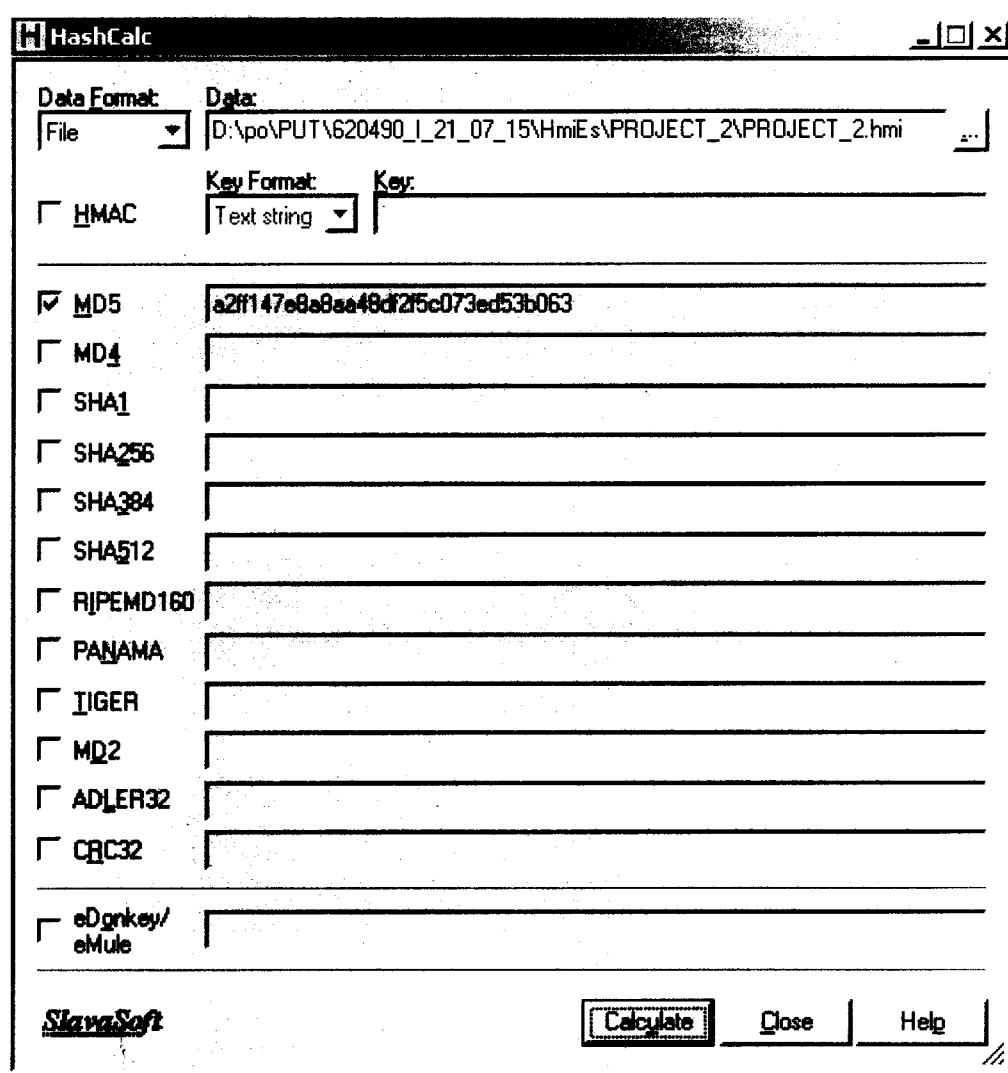 HashCalc
Data Format: Data:
File D:\po\PUT\620490_I_21_07_15\HmiEs\PROJECT_2\PROJECT_2.hmi ...
Key Format: Key:
HMAC Text string
MD5 a2ff147e8a8aa48df2f5c073ed53b063
MD4
SHA1
SHA256
SHA384
SHA512
RIPEMD160
PANAMA
TIGER
MD2
ADLER32
CRC32
eDonkey/
eMule
SlavaSoft Calculate Close Help